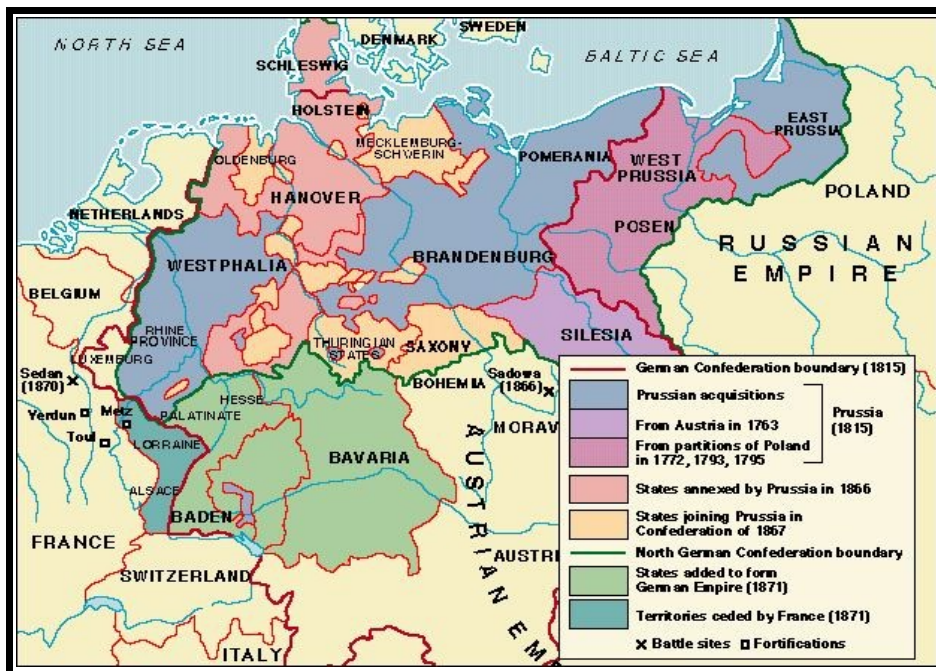 NORTH SEA
DENMARK
SWEDEN
BALTIC SEA
SCHLESWIG
HOLSTEIN
MECKLENBURG-
SCHWERIN
EAST
PRUSSIA
POMERANIA
WEST
PRUSSIA
OLDENBURG
HANOVER
POLAND
NETHERLANDS
POSEN
RUSSIAN
EMPIRE
WESTPHALIA
BRANDENBURG
BELGIUM
RHINE
PROVINCE
THURINGIAN
STATES
SAXONY
SILESIA
LUXEMBURG
Sedan
(1870)
BOHEMIA
Sadowa
(1866)
HESSE
Verdun
Metz
PALATINATE
Toul
LORRAINE
MORAV
BAVARIA
ALSACE
BADEN
FRANCE
AUSTRI
SWITZERLAND
AUSTRIAN EM
ITALY
German Confederation boundary (1815)
Prussian acquisitions
From Austria in 1763
From partitions of Poland
in 1772, 1793, 1795
Prussia
(1815)
States annexed by Prussia in 1866
States joining Prussia in
Confederation of 1867
North German Confederation boundary
States added to form
German Empire (1871)
Territories ceded by France (1871)
Battle sites
Fortifications